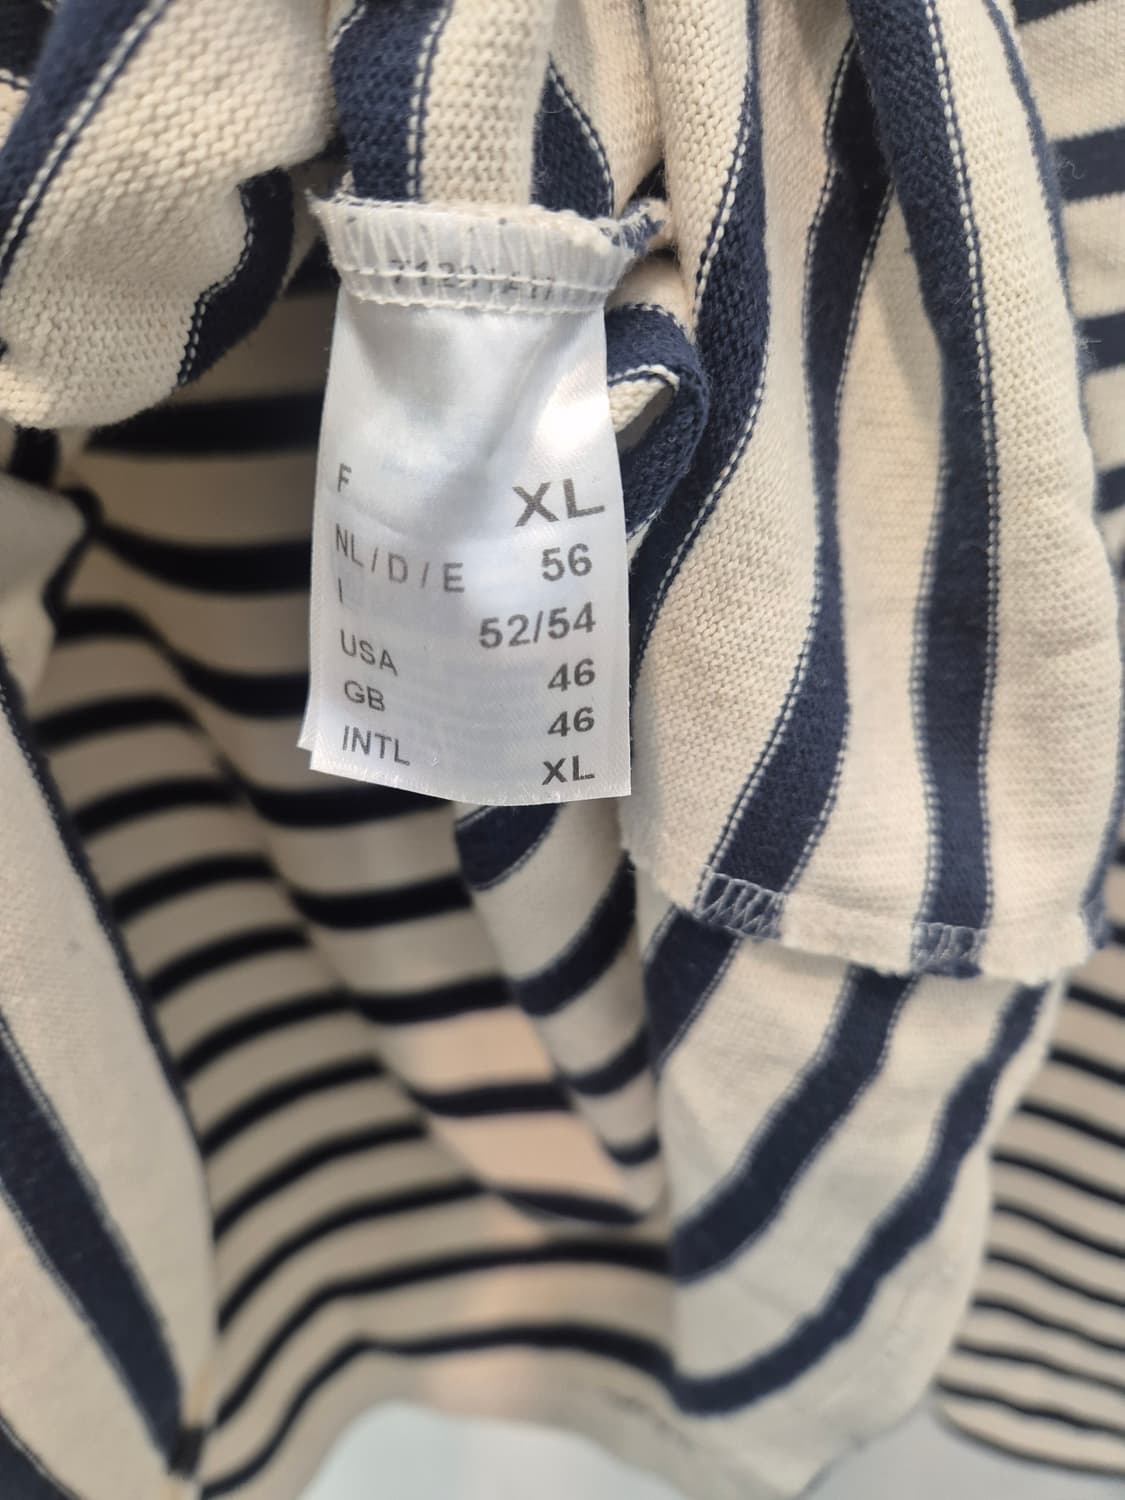 F XL
NL / D / E 56
I 52/54
USA 46
GB 46
INTL XL